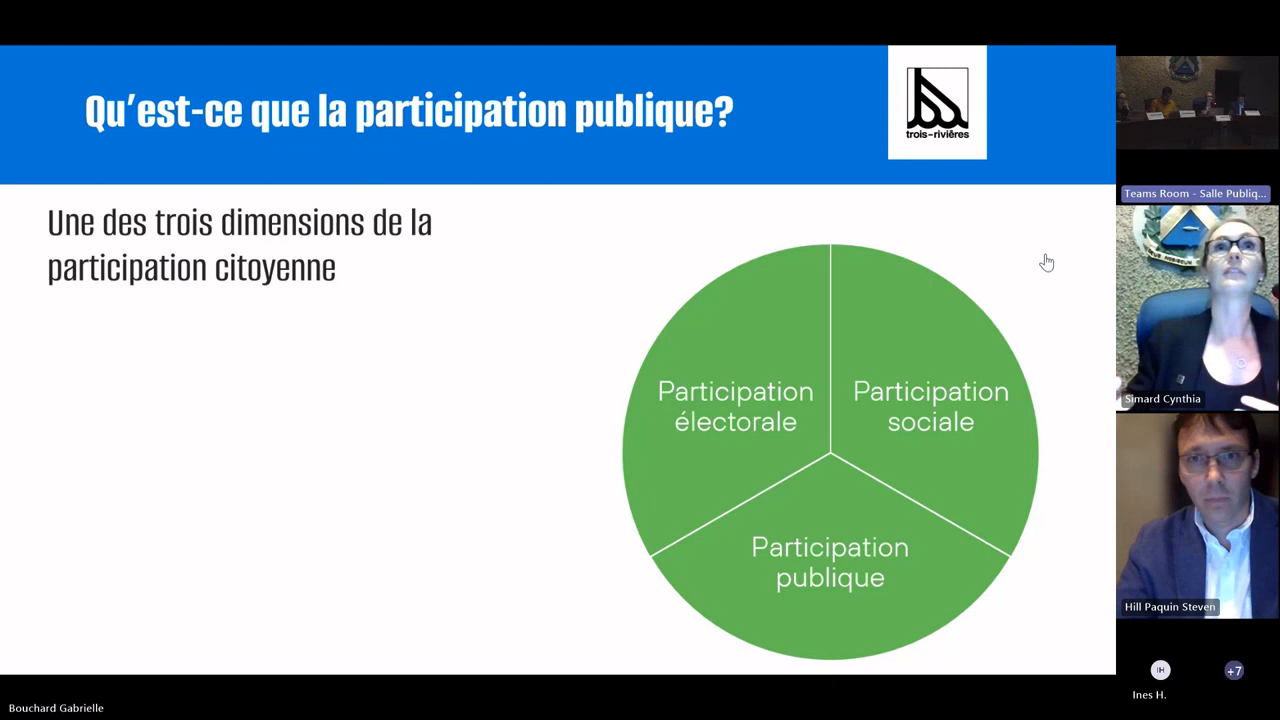 Qu'est-ce que la participation publique?
trois-rivières
Une des trois dimensions de la
participation citoyenne
Participation
électorale
Participation
sociale
Participation
publique
Teams Room - Salle Publiq...
Simard Cynthia
Hill Paquin Steven
IH
+7
Ines H.
Bouchard Gabrielle